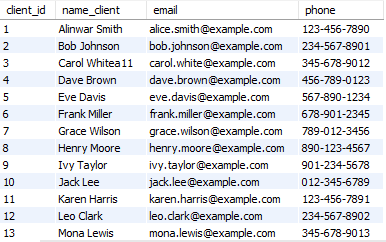 client_id name_client email phone
1 Alinwar Smith alice.smith@example.com 123-456-7890
2 Bob Johnson bob.johnson@example.com 234-567-8901
3 Carol Whitea11 carol.white@example.com 345-678-9012
4 Dave Brown dave.brown@example.com 456-789-0123
5 Eve Davis eve.davis@example.com 567-890-1234
6 Frank Miller frank.miller@example.com 678-901-2345
7 Grace Wilson grace.wilson@example.com 789-012-3456
8 Henry Moore henry.moore@example.com 890-123-4567
9 Ivy Taylor ivy.taylor@example.com 901-234-5678
10 Jack Lee jack.lee@example.com 012-345-6789
11 Karen Harris karen.harris@example.com 123-456-7891
12 Leo Clark leo.clark@example.com 234-567-8902
13 Mona Lewis mona.lewis@example.com 345-678-9013